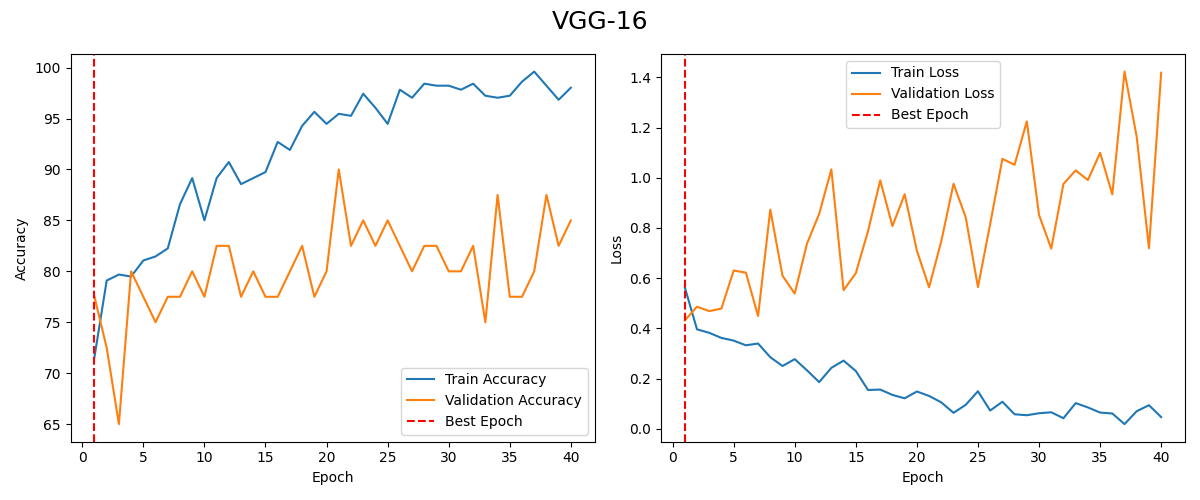 VGG-16
100
95
90
85
80
75
70
65
Accuracy
0 5 10 15 20 25 30 35 40
Epoch
Train Accuracy
Validation Accuracy
Best Epoch
1.4
1.2
1.0
0.8
0.6
0.4
0.2
0.0
Loss
0 5 10 15 20 25 30 35 40
Epoch
Train Loss
Validation Loss
Best Epoch